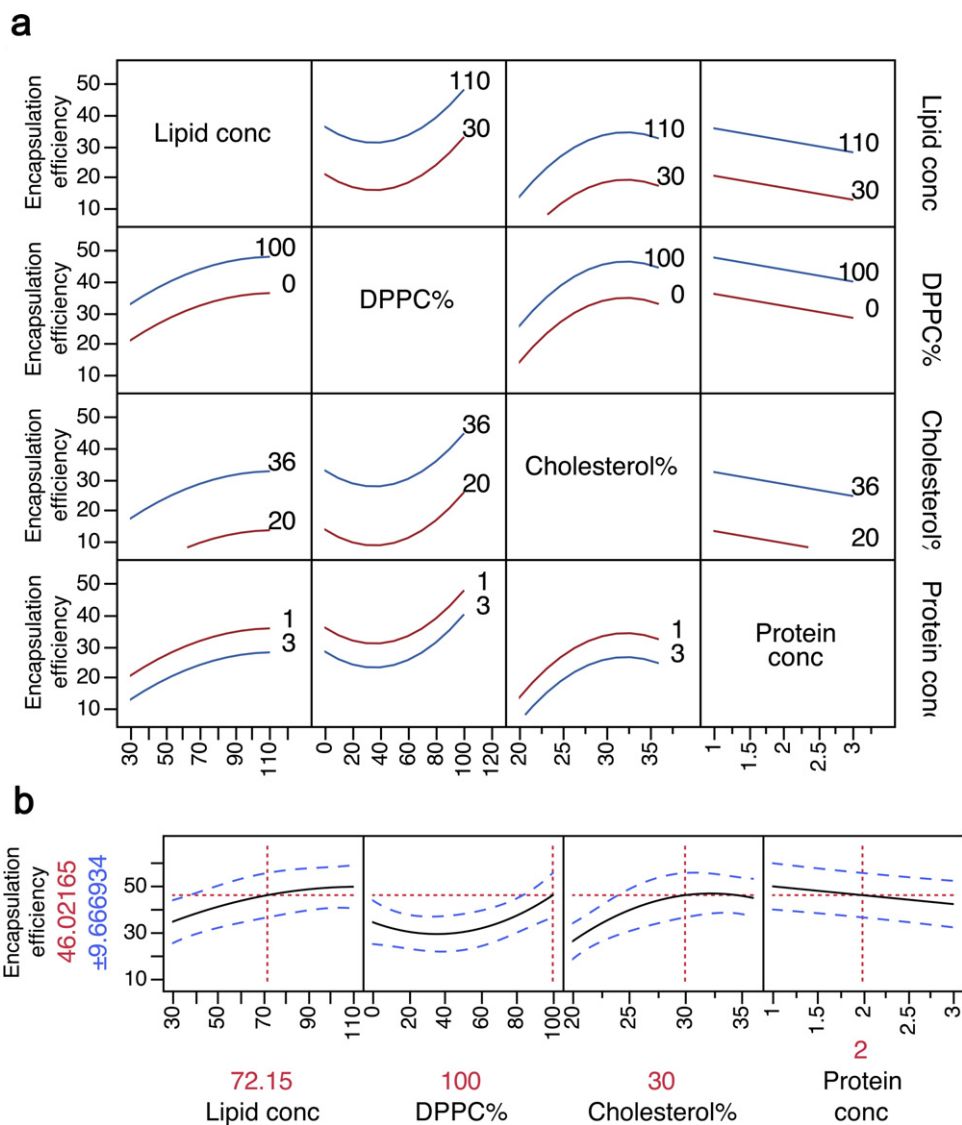 a
Encapsulation
efficiency
50
40
30
20
10
Lipid conc
110
30
110
30
110
30
Lipid conc
Encapsulation
efficiency
50
40
30
20
10
100
0
DPPC%
100
0
100
0
DPPC%
Encapsulation
efficiency
50
40
30
20
10
36
20
36
20
Cholesterol%
36
20
Cholesterol%
Encapsulation
efficiency
50
40
30
20
10
1
3
1
3
1
3
Protein
conc
Protein conc
30 50 70 90 110
0 20 40 60 80 100 120
20 25 30 35
1 1.5 2 2.5 3
b
Encapsulation
efficiency
46.02165
±9.666934
50
30
10
30 50 70 90 110
0 20 40 60 80 100
20 25 30 35
1 1.5 2 2.5 3
72.15
Lipid conc
100
DPPC%
30
Cholesterol%
2
Protein
conc